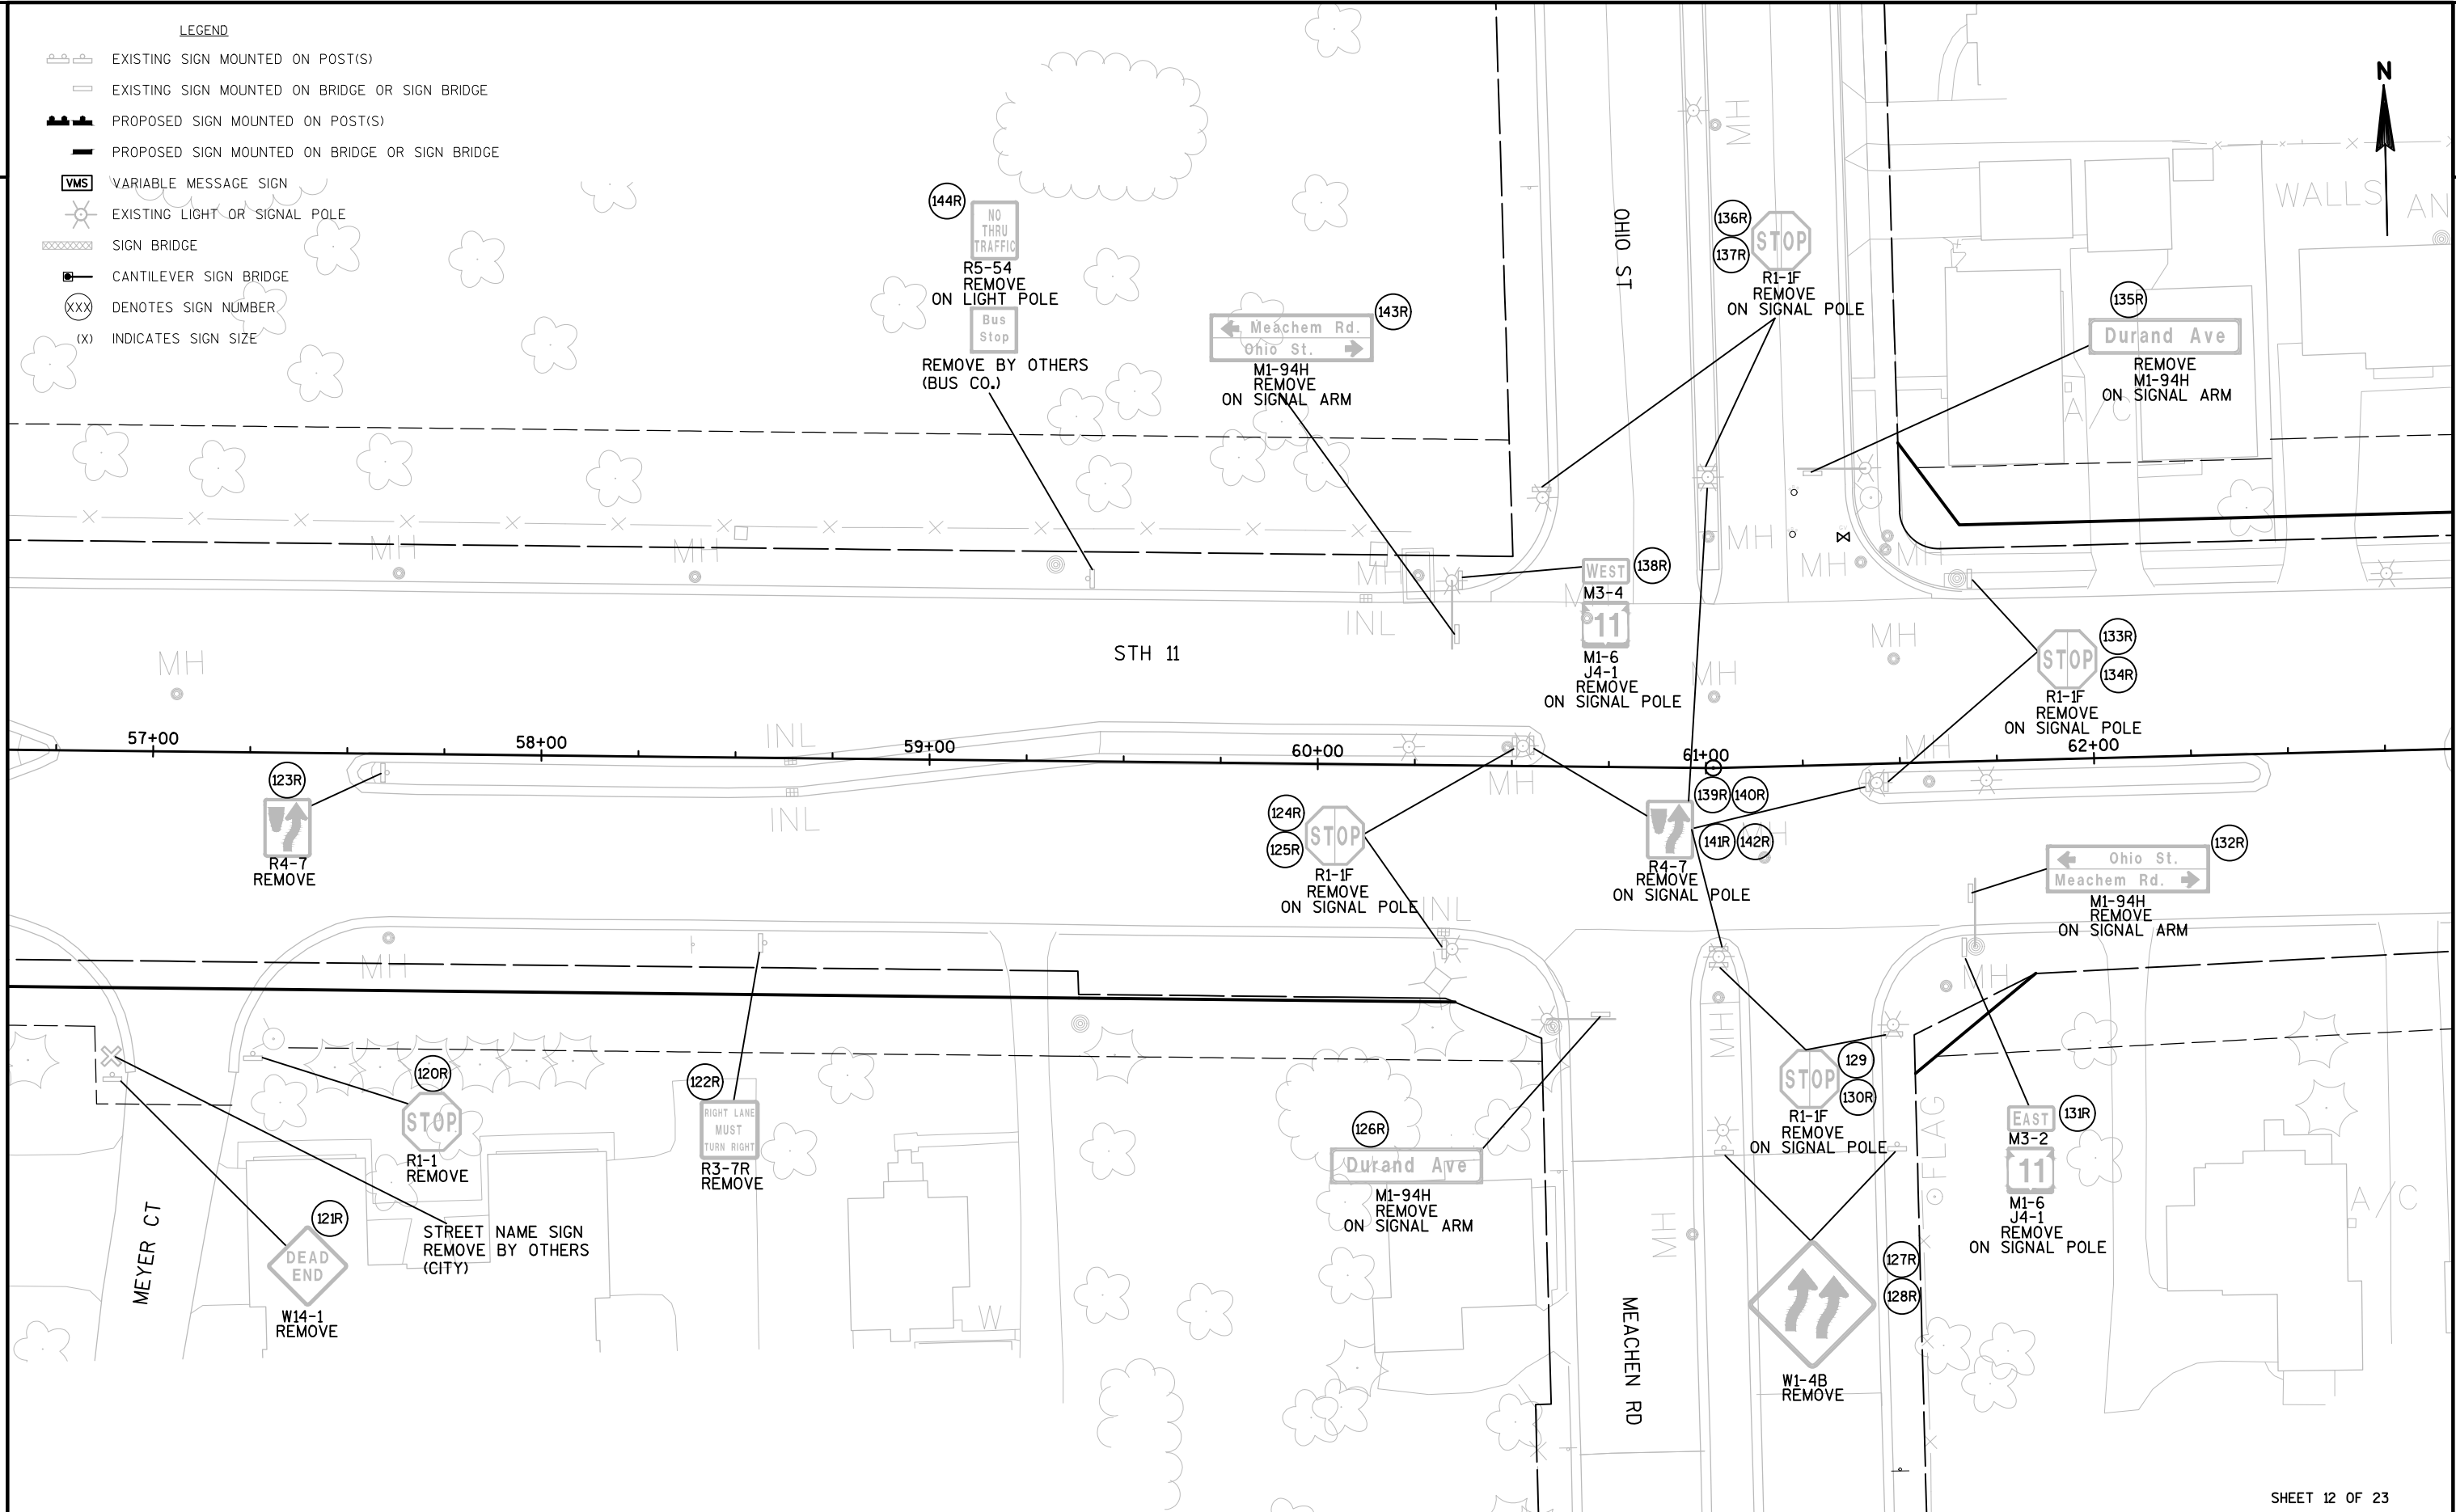 LEGEND
EXISTING SIGN MOUNTED ON POST(S)
EXISTING SIGN MOUNTED ON BRIDGE OR SIGN BRIDGE
PROPOSED SIGN MOUNTED ON POST(S)
PROPOSED SIGN MOUNTED ON BRIDGE OR SIGN BRIDGE
VMS VARIABLE MESSAGE SIGN
EXISTING LIGHT OR SIGNAL POLE
SIGN BRIDGE
CANTILEVER SIGN BRIDGE
XXX DENOTES SIGN NUMBER
(X) INDICATES SIGN SIZE
N
WALLS
AN
MH
OHIO ST
144R
NO
THRU
TRAFFIC
R5-54
REMOVE
ON LIGHT POLE
Bus
Stop
REMOVE BY OTHERS
(BUS CO.)
143R
Meachem Rd.
Ohio St.
M1-94H
REMOVE
ON SIGNAL ARM
136R
137R
STOP
R1-1F
REMOVE
ON SIGNAL POLE
135R
Durand Ave
REMOVE
M1-94H
ON SIGNAL ARM
A/C
MH
MH
MH
MH
MH
MH
INL
WEST
138R
M3-4
11
M1-6
J4-1
REMOVE
ON SIGNAL POLE
STH 11
MH
MH
MH
133R
134R
STOP
R1-1F
REMOVE
ON SIGNAL POLE
57+00
58+00
59+00
60+00
61+00
62+00
INL
INL
MH
MH
MH
123R
R4-7
REMOVE
124R
125R
STOP
R1-1F
REMOVE
ON SIGNAL POLE
139R
140R
141R
142R
R4-7
REMOVE
ON SIGNAL POLE
132R
Ohio St.
Meachem Rd.
M1-94H
REMOVE
ON SIGNAL ARM
INL
MH
MH
MH
120R
STOP
R1-1
REMOVE
122R
RIGHT LANE
MUST
TURN RIGHT
R3-7R
REMOVE
126R
Durand Ave
M1-94H
REMOVE
ON SIGNAL ARM
129
130R
STOP
R1-1F
REMOVE
ON SIGNAL POLE
131R
EAST
M3-2
11
M1-6
J4-1
REMOVE
ON SIGNAL POLE
FLAG
A/C
MEYER CT
121R
DEAD
END
W14-1
REMOVE
STREET NAME SIGN
REMOVE BY OTHERS
(CITY)
W
MH
MEACHEN RD
127R
128R
W1-4B
REMOVE
SHEET 12 OF 23